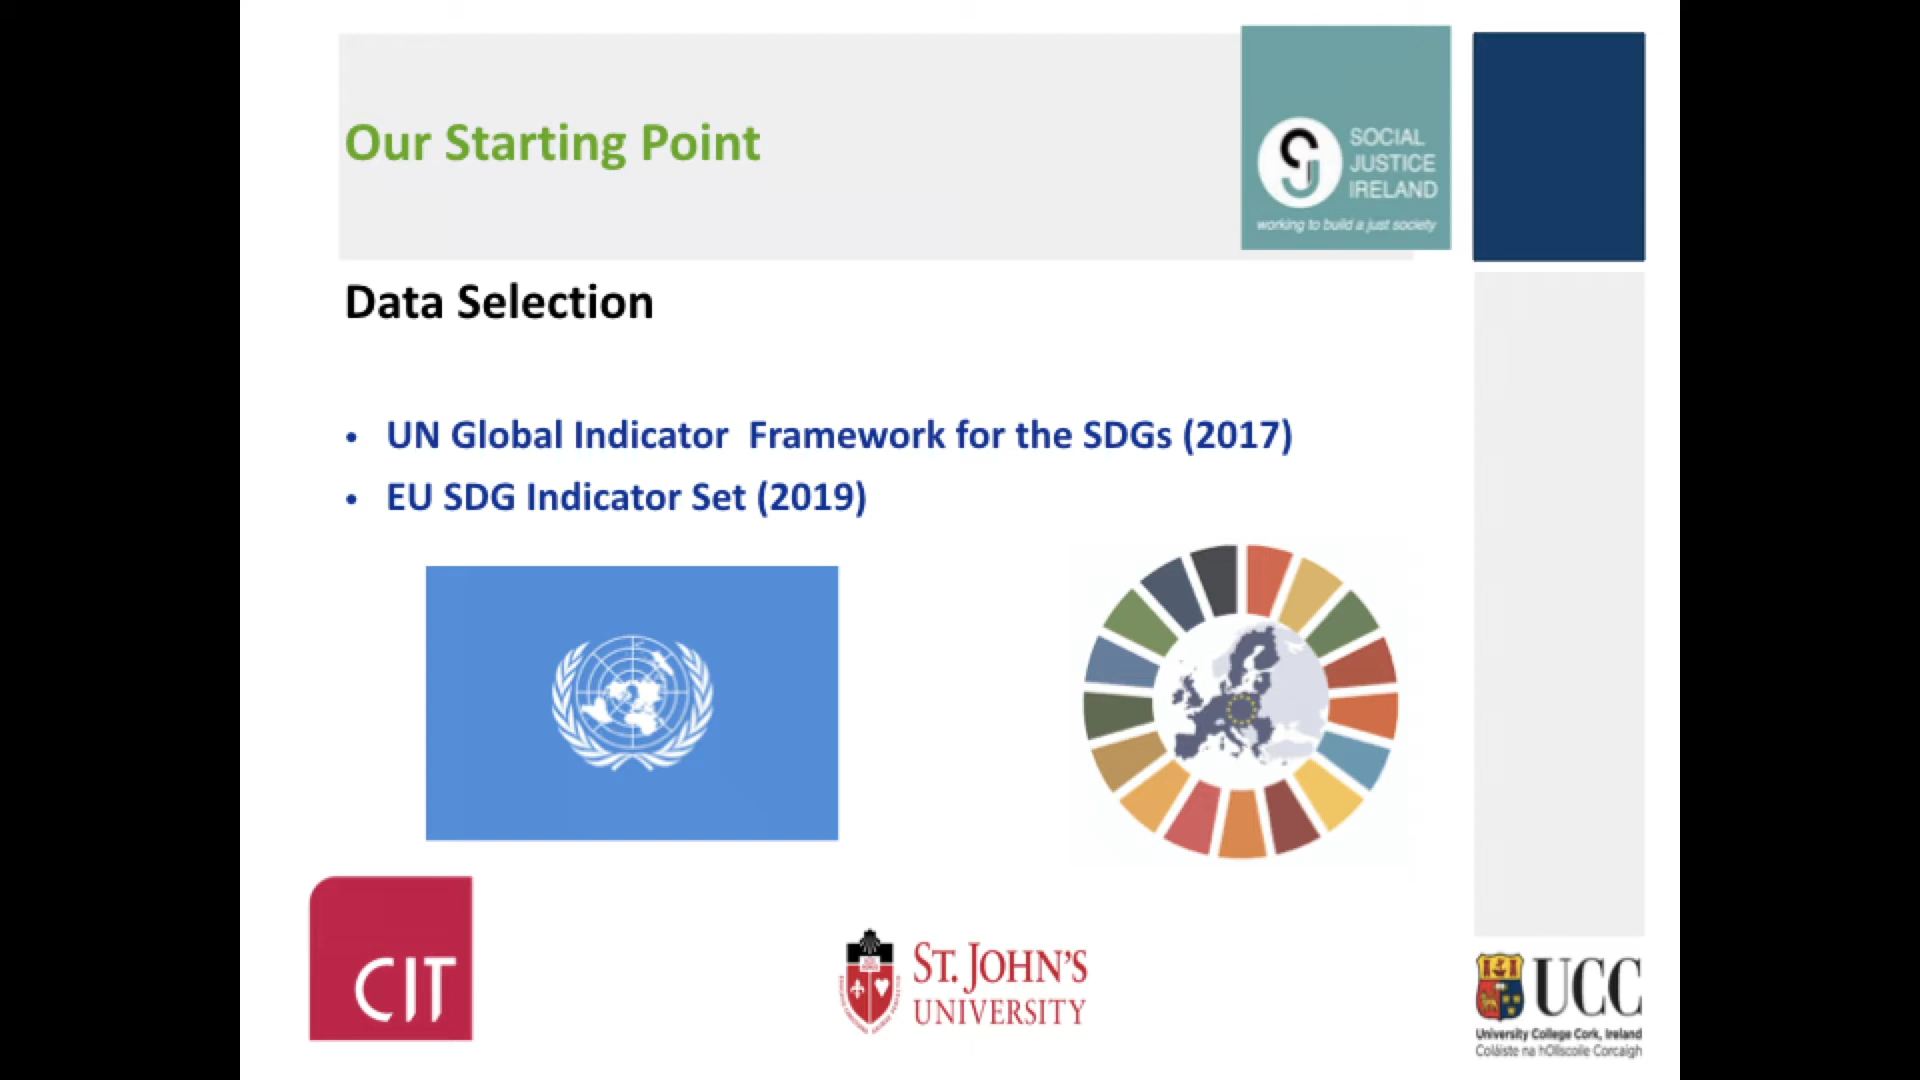 Our Starting Point
SOCIAL
JUSTICE
IRELAND
working to build a just society
Data Selection
• UN Global Indicator Framework for the SDGs (2017)
• EU SDG Indicator Set (2019)
CIT
ST. JOHN'S
UNIVERSITY
UCC
University College Cork, Ireland
Coláiste na hOllscoile Corcaigh